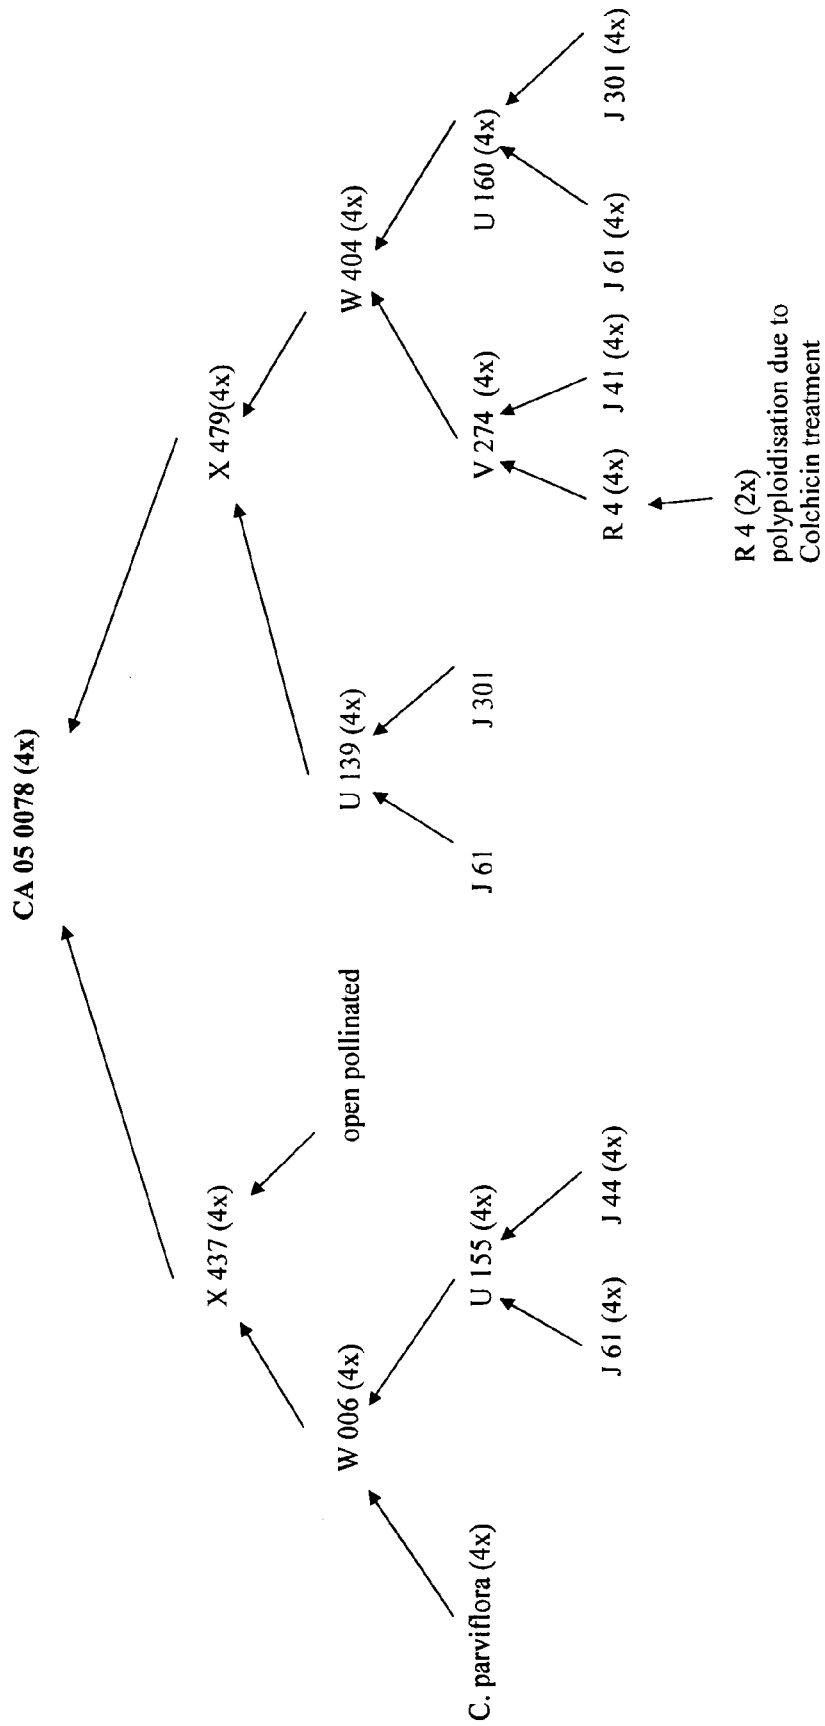 CA 05 0078 (4x)
X 437 (4x)
X 479(4x)
W 006 (4x)
open pollinated
U 139 (4x)
W 404 (4x)
C. parviflora (4x)
U 155 (4x)
J 61
J 301
V 274 (4x)
U 160 (4x)
J 61 (4x)
J 44 (4x)
R 4 (4x)
J 41 (4x)
J 61 (4x)
J 301 (4x)
R 4 (2x)
polyploidisation due to
Colchicin treatment